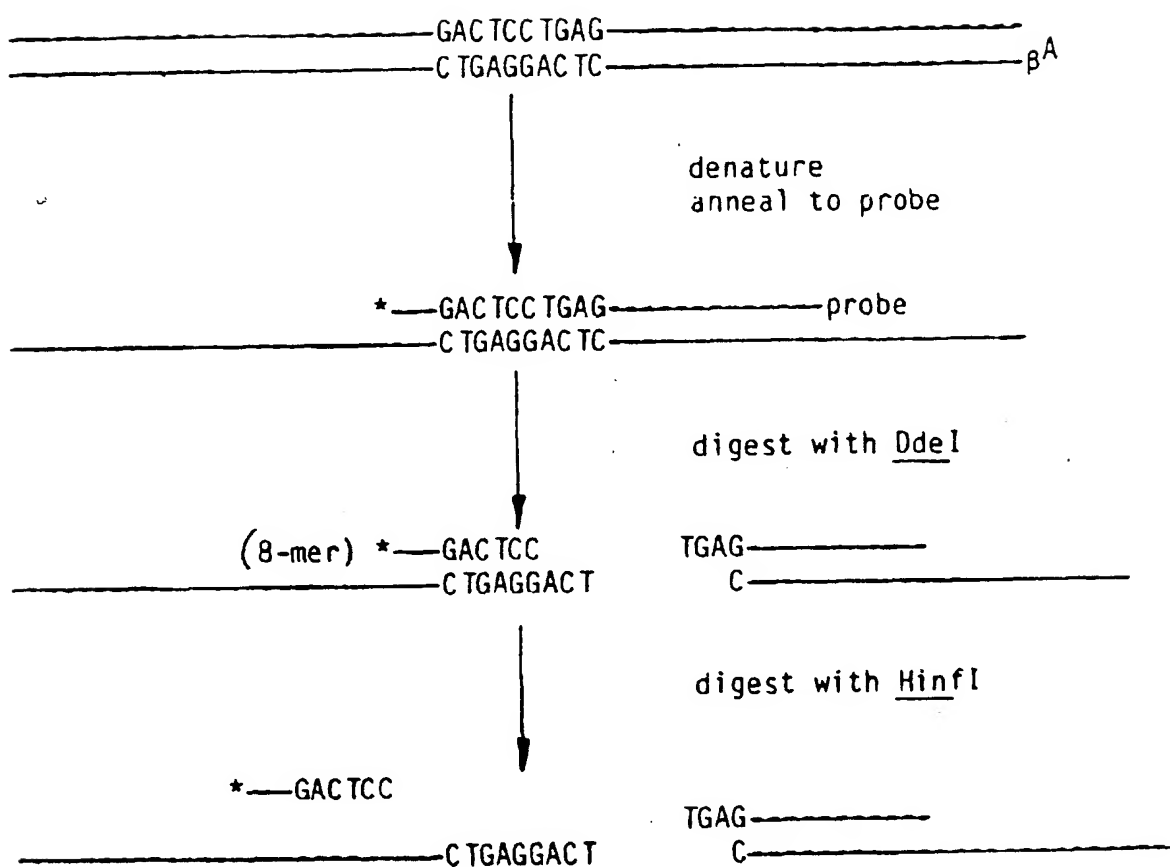 GACTCCTGAG
CTGAGGACTC βA
denature
anneal to probe
*—GACTCCTGAG probe
CTGAGGACTC
digest with DdeI
(8-mer) *—GACTCC TGAG
CTGAGGACT C
digest with HinfI
*—GACTCC
TGAG
CTGAGGACT C